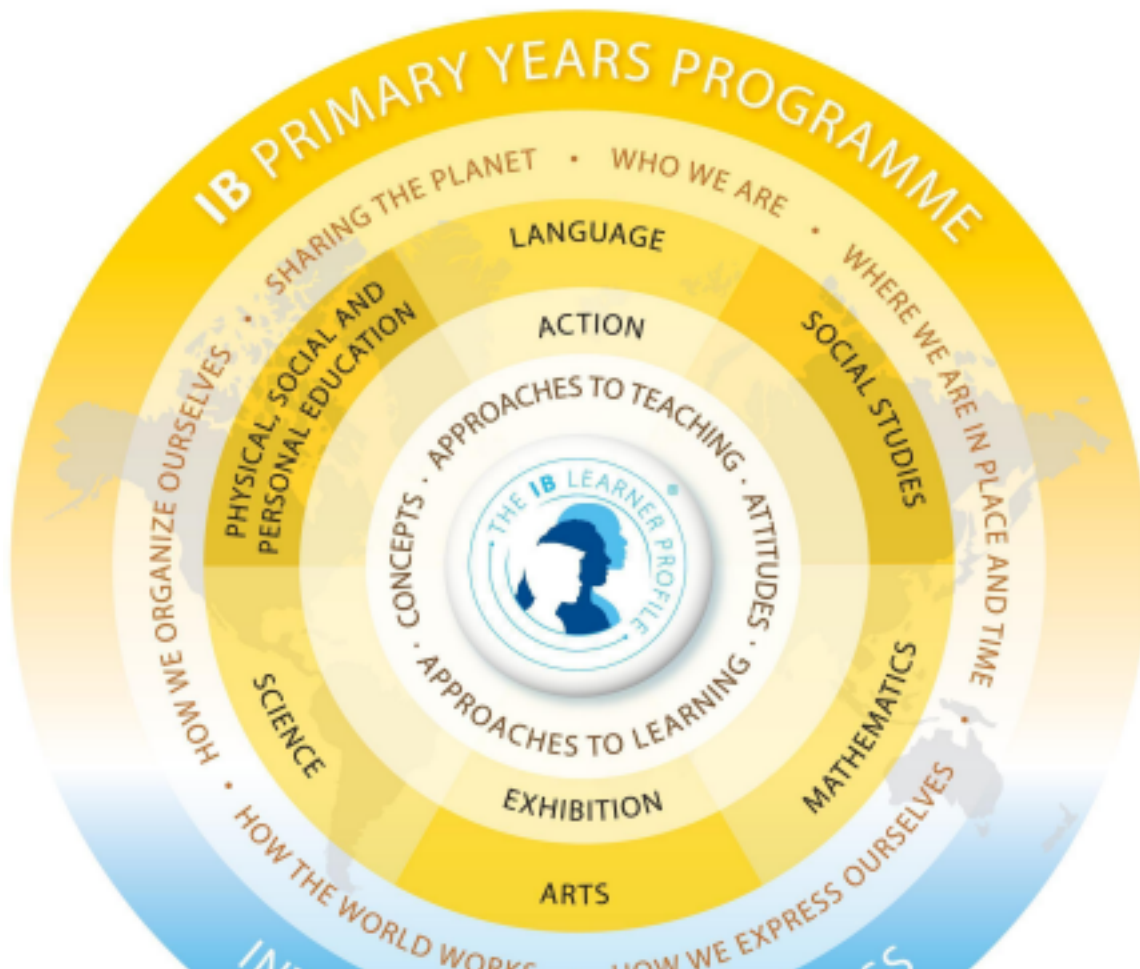 IB PRIMARY YEARS PROGRAMME
SHARING THE PLANET • WHO WE ARE • WHERE WE ARE IN PLACE AND TIME •
HOW WE EXPRESS OURSELVES
HOW THE WORLD WORKS
• HOW WE ORGANIZE OURSELVES •
LANGUAGE
SOCIAL STUDIES
MATHEMATICS
ARTS
SCIENCE
PHYSICAL, SOCIAL AND
PERSONAL EDUCATION
ACTION
EXHIBITION
APPROACHES TO TEACHING •
ATTITUDES •
APPROACHES TO LEARNING
• CONCEPTS •
• THE IB LEARNER PROFILE •
®